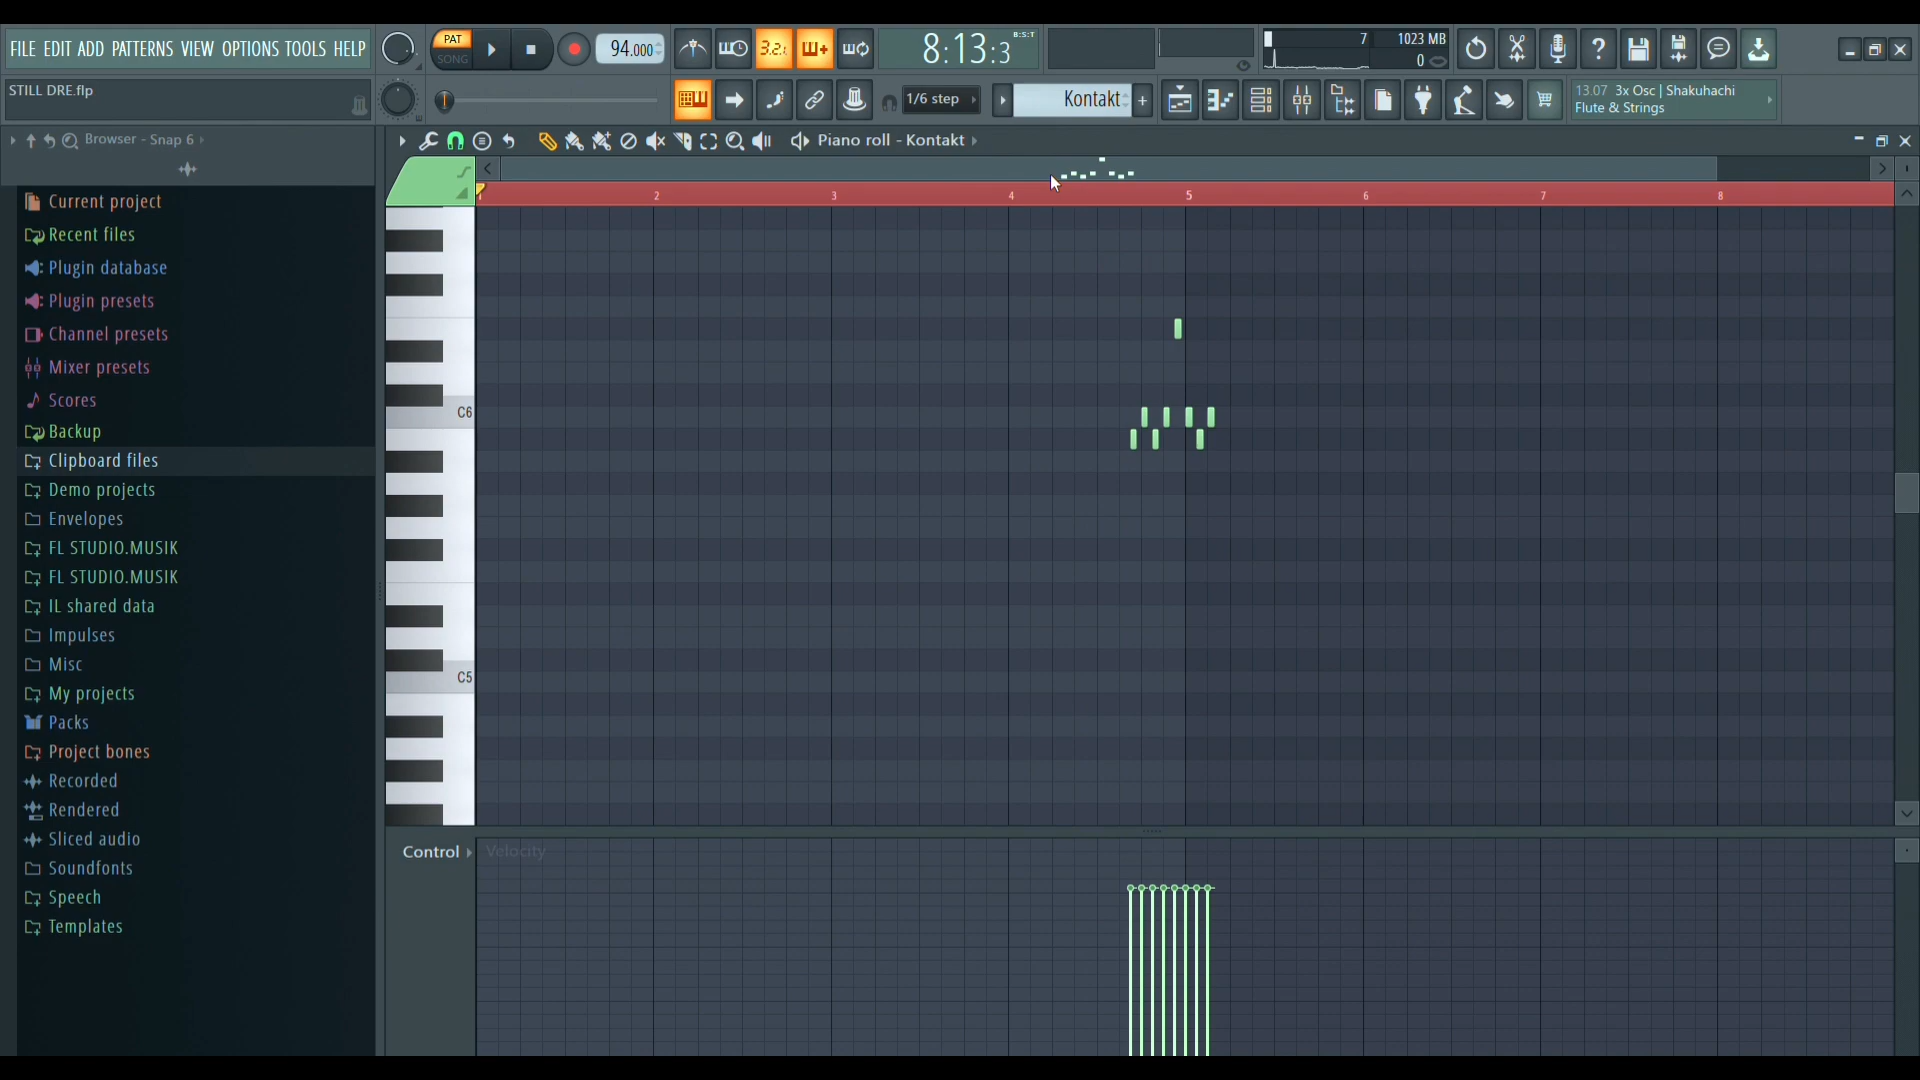 FILE EDIT ADD PATTERNS VIEW OPTIONS TOOLS HELP
PAT
SONG
94.000
3.2.
8:13:3
B:S:T
7
1023 MB
0
STILL DRE.flp
1/6 step
Kontakt
13.07 3x Osc | Shakuhachi
Flute & Strings
Browser - Snap 6
Piano roll - Kontakt
1 2 3 4 5 6 7 8
Current project
Recent files
Plugin database
Plugin presets
Channel presets
Mixer presets
Scores
Backup
Clipboard files
Demo projects
Envelopes
FL STUDIO.MUSIK
FL STUDIO.MUSIK
IL shared data
Impulses
Misc
My projects
Packs
Project bones
Recorded
Rendered
Sliced audio
Soundfonts
Speech
Templates
C6
C5
Control
Velocity